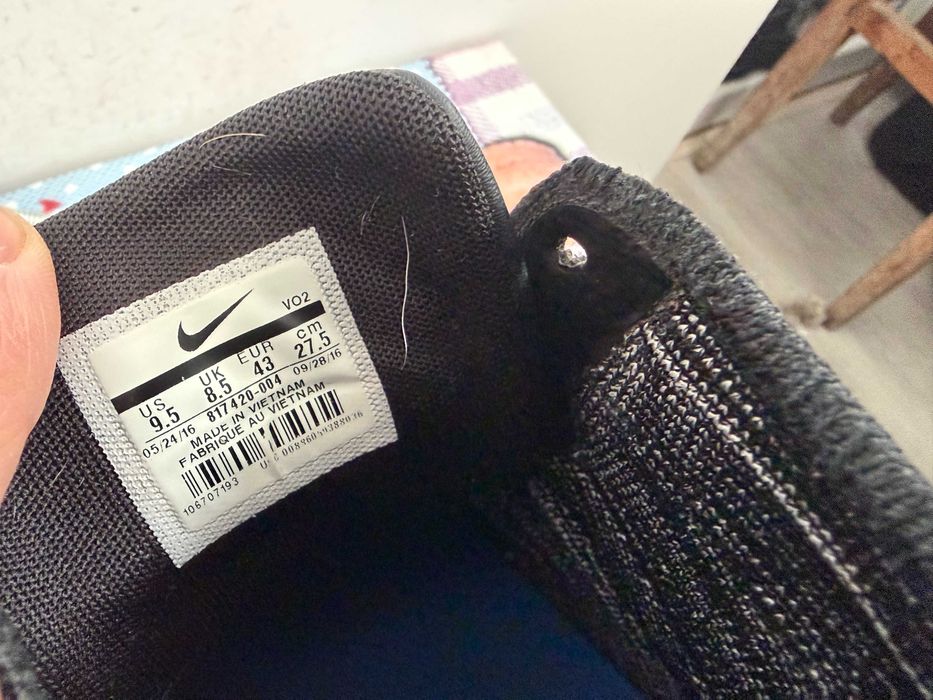 VO2
US UK EUR cm
9.5 8.5 43 27.5
05/24/16 817420-004 09/28/16
MADE IN VIETNAM
FABRIQUE AU VIETNAM
106707193